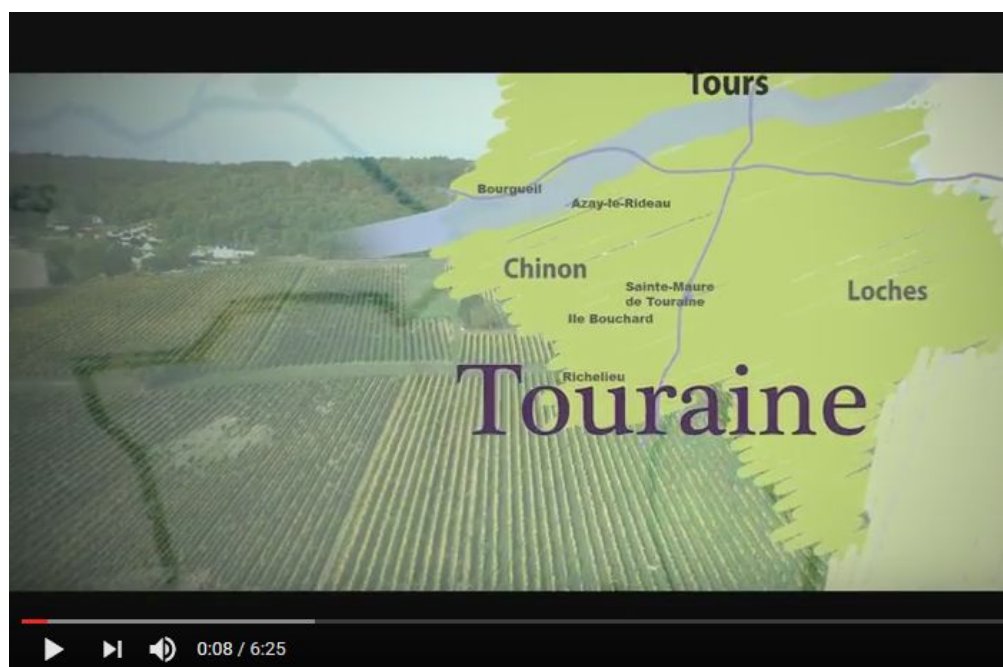 Tours
es
Bourgueil
Azay-le-Rideau
Chinon
Sainte-Maure
de Touraine
Loches
Ile Bouchard
Richelieu
Touraine
0:08 / 6:25